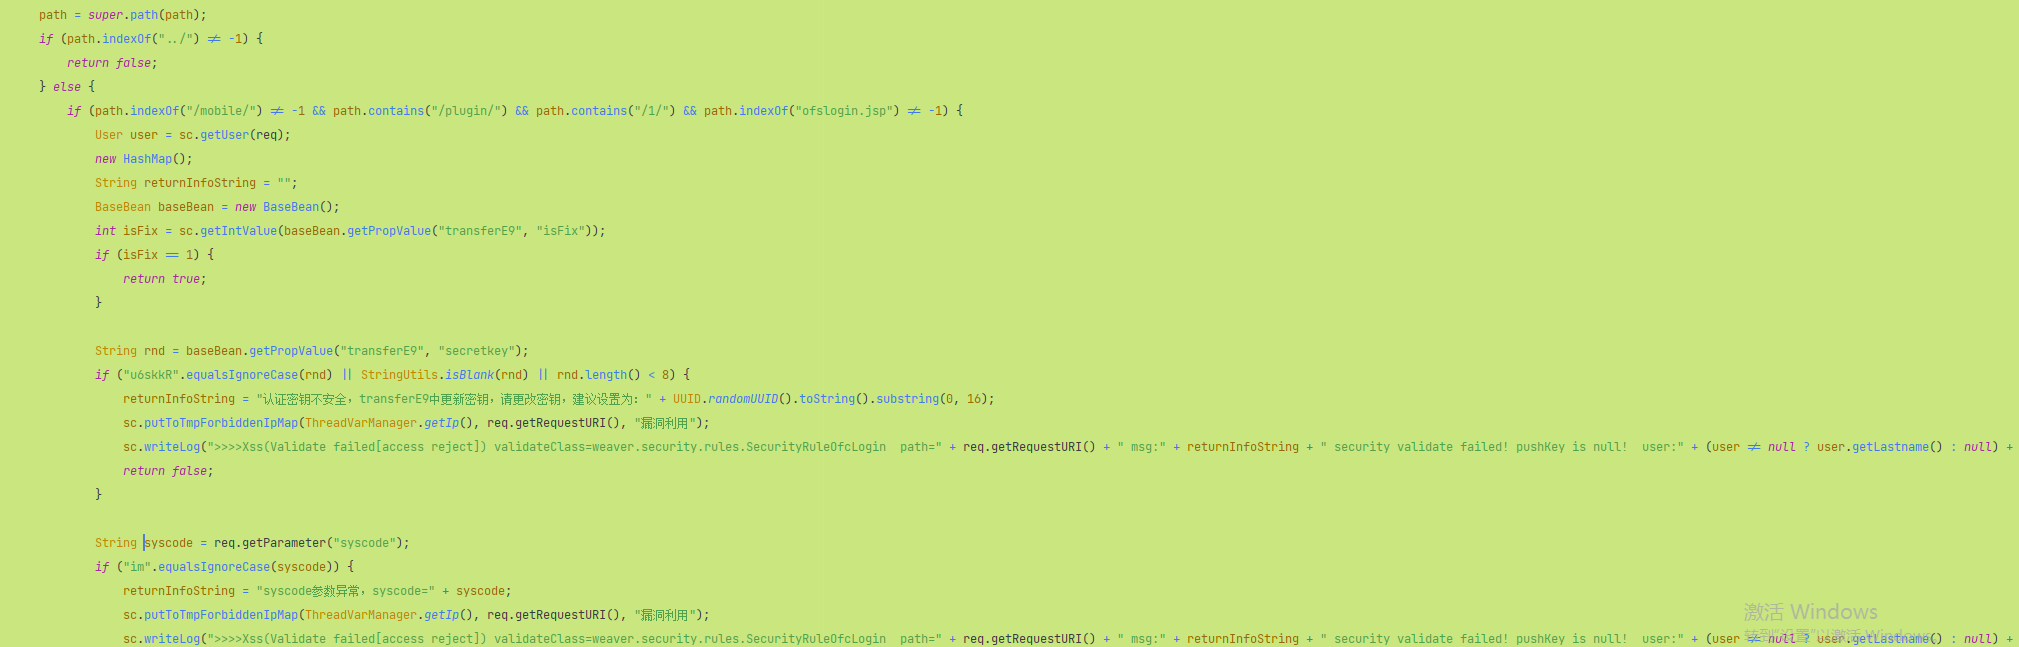 path = super.path(path);
if (path.indexOf("../") ≠ -1) {
return false;
} else {
if (path.indexOf("/mobile/") ≠ -1 && path.contains("/plugin/") && path.contains("/1/") && path.indexOf("ofslogin.jsp") ≠ -1) {
User user = sc.getUser(req);
new HashMap();
String returnInfoString = "";
BaseBean baseBean = new BaseBean();
int isFix = sc.getIntValue(baseBean.getPropValue("transferE9", "isFix"));
if (isFix == 1) {
return true;
}
String rnd = baseBean.getPropValue("transferE9", "secretkey");
if ("u6skkR".equalsIgnoreCase(rnd) || StringUtils.isBlank(rnd) || rnd.length() < 8) {
returnInfoString = "认证密钥不安全，transferE9中更新密钥，请更改密钥，建议设置为：" + UUID.randomUUID().toString().substring(0, 16);
sc.putToTmpForbiddenIpMap(ThreadVarManager.getIp(), req.getRequestURI(), "漏洞利用");
sc.writeLog(">>>>Xss(Validate failed[access reject]) validateClass=weaver.security.rules.SecurityRuleOfcLogin  path=" + req.getRequestURI() + " msg:" + returnInfoString + " security validate failed! pushKey is null!  user:" + (user ≠ null ? user.getLastname() : null) +
return false;
}
String syscode = req.getParameter("syscode");
if ("im".equalsIgnoreCase(syscode)) {
returnInfoString = "syscode参数异常，syscode=" + syscode;
sc.putToTmpForbiddenIpMap(ThreadVarManager.getIp(), req.getRequestURI(), "漏洞利用");
激活 Windows
sc.writeLog(">>>>Xss(Validate failed[access reject]) validateClass=weaver.security.rules.SecurityRuleOfcLogin  path=" + req.getRequestURI() + " msg:" + returnInfoString + " security validate failed! pushKey is null!  user:" + (user ≠ null ? user.getLastname() : null) +
转到"设置"以激活 Windows。